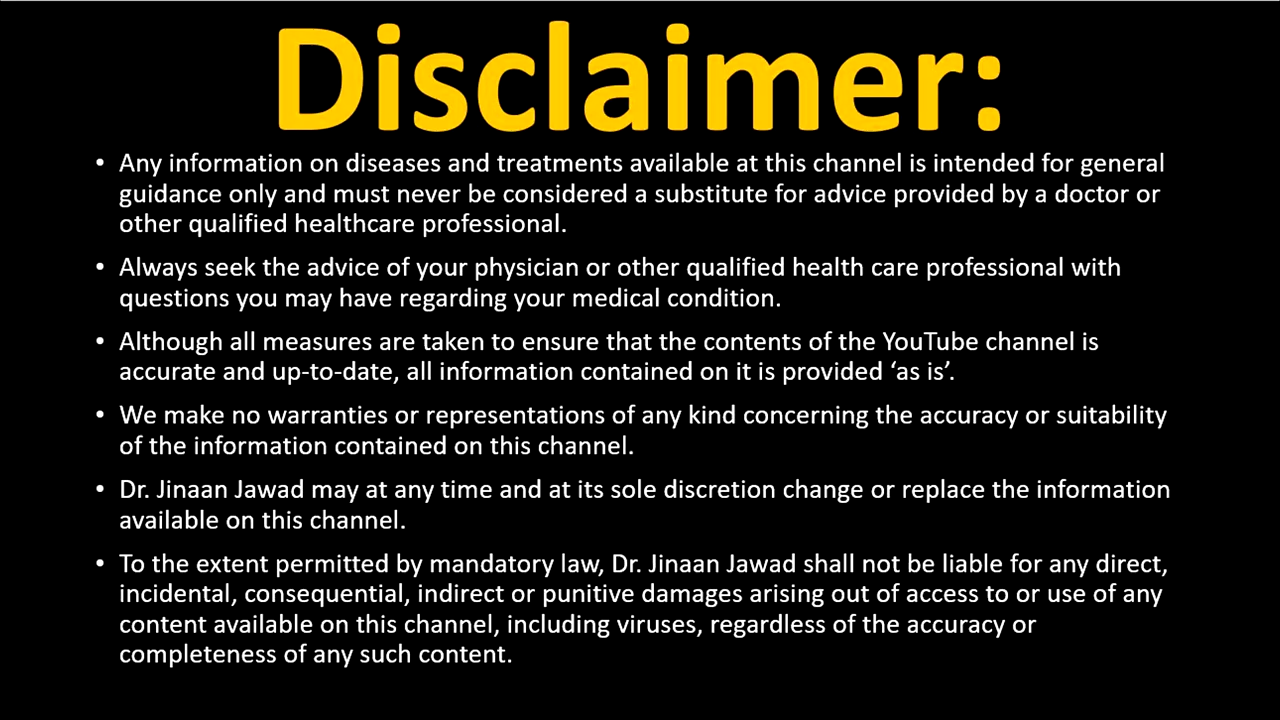 Disclaimer:
• Any information on diseases and treatments available at this channel is intended for general
guidance only and must never be considered a substitute for advice provided by a doctor or
other qualified healthcare professional.
• Always seek the advice of your physician or other qualified health care professional with
questions you may have regarding your medical condition.
• Although all measures are taken to ensure that the contents of the YouTube channel is
accurate and up-to-date, all information contained on it is provided ‘as is’.
• We make no warranties or representations of any kind concerning the accuracy or suitability
of the information contained on this channel.
• Dr. Jinaan Jawad may at any time and at its sole discretion change or replace the information
available on this channel.
• To the extent permitted by mandatory law, Dr. Jinaan Jawad shall not be liable for any direct,
incidental, consequential, indirect or punitive damages arising out of access to or use of any
content available on this channel, including viruses, regardless of the accuracy or
completeness of any such content.